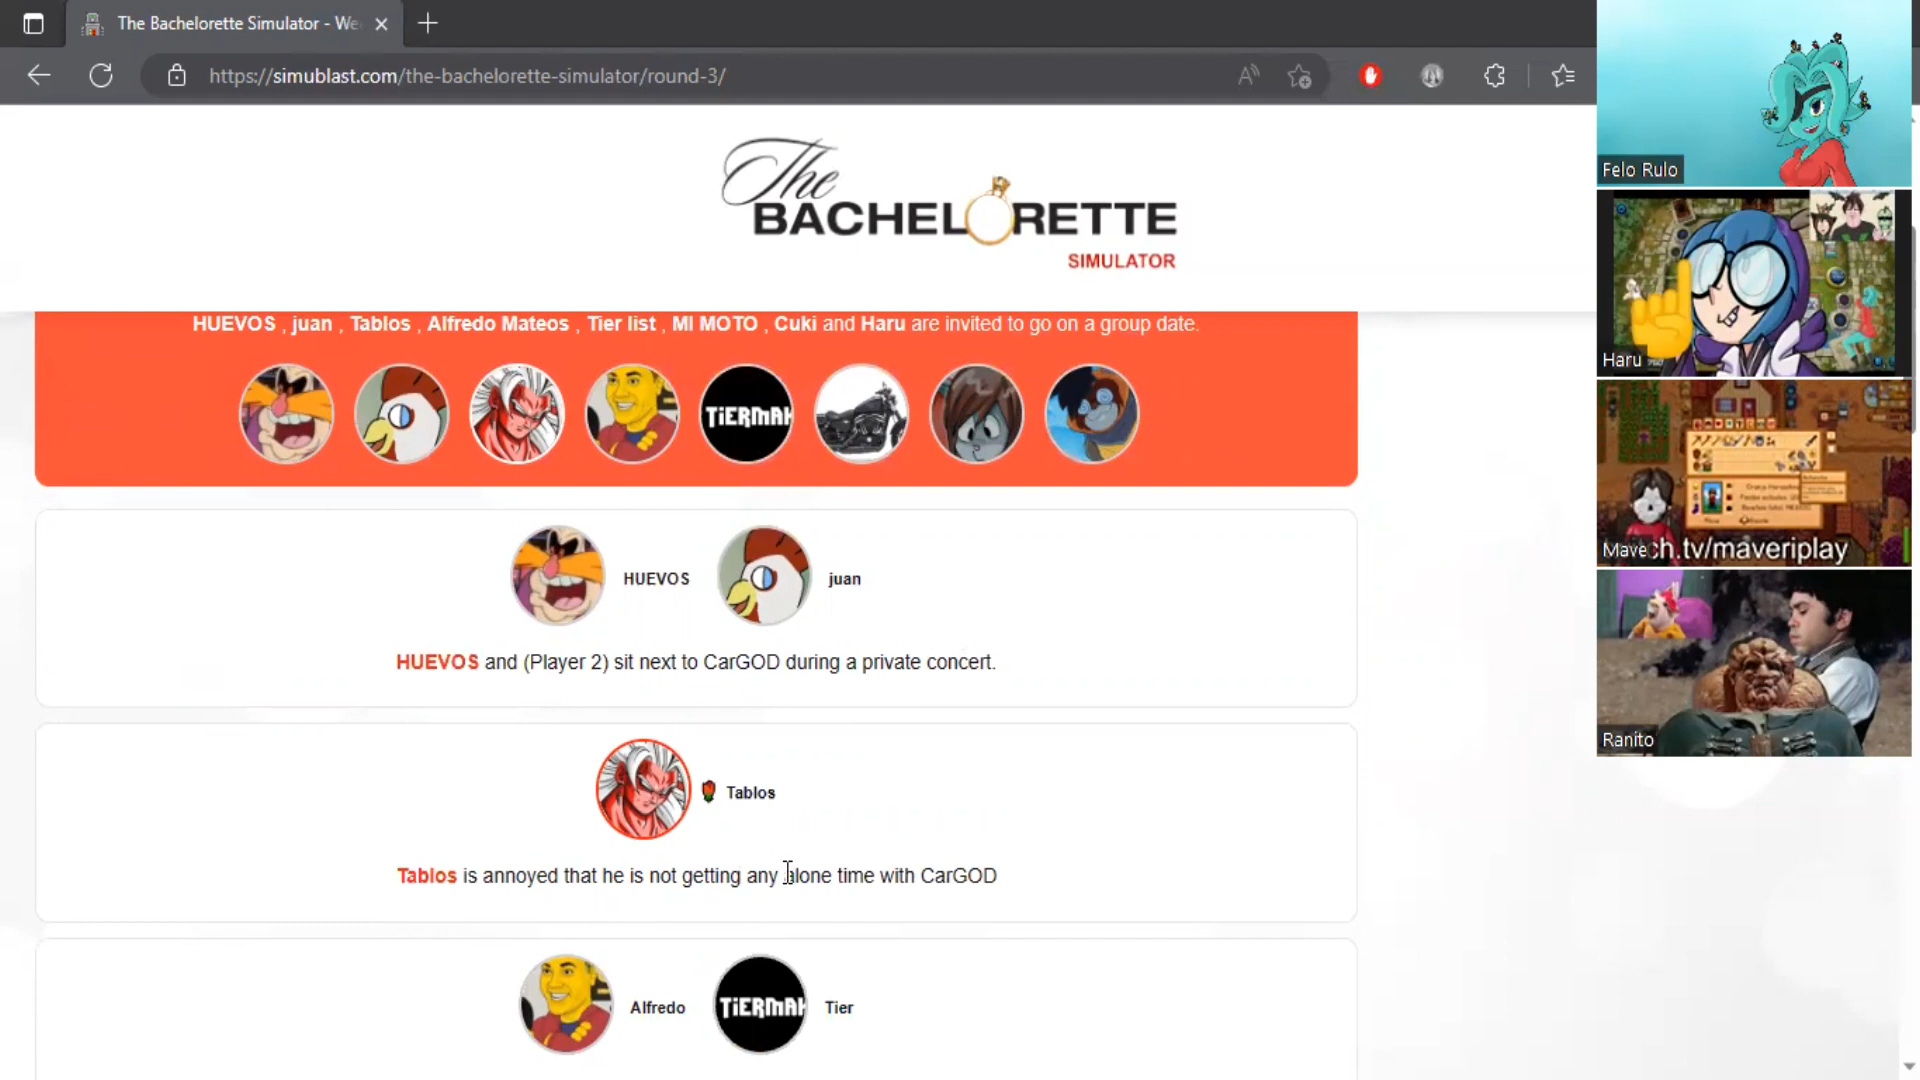 The Bachelorette Simulator - We
https://simublast.com/the-bachelorette-simulator/round-3/
The
BACHELORETTE
SIMULATOR
HUEVOS , juan , Tablos , Alfredo Mateos , Tier list , MI MOTO , Cuki and Haru are invited to go on a group date.
TiERMAK
HUEVOS
juan
HUEVOS and (Player 2) sit next to CarGOD during a private concert.
Tablos
Tablos is annoyed that he is not getting any alone time with CarGOD
Alfredo
TiERMAK
Tier
Felo Rulo
Haru
Mave
ch.tv/maveriplay
Ranito